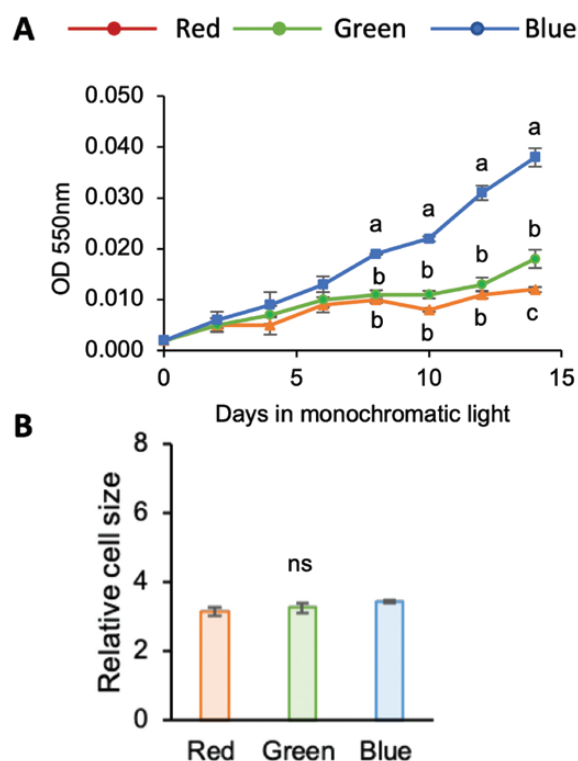 A Red Green Blue
0.050
0.040
0.030
0.020
0.010
0.000
OD 550nm
a a a a
b b b b
b b b c
0 5 10 15
Days in monochromatic light
B
8
6
4
2
0
Relative cell size
ns
Red Green Blue